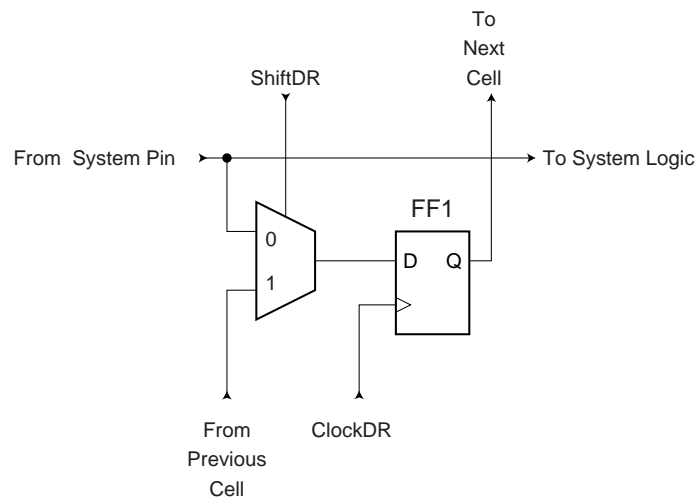 To
Next
Cell
ShiftDR
From System Pin
To System Logic
FF1
0
D Q
1
From
Previous
Cell
ClockDR